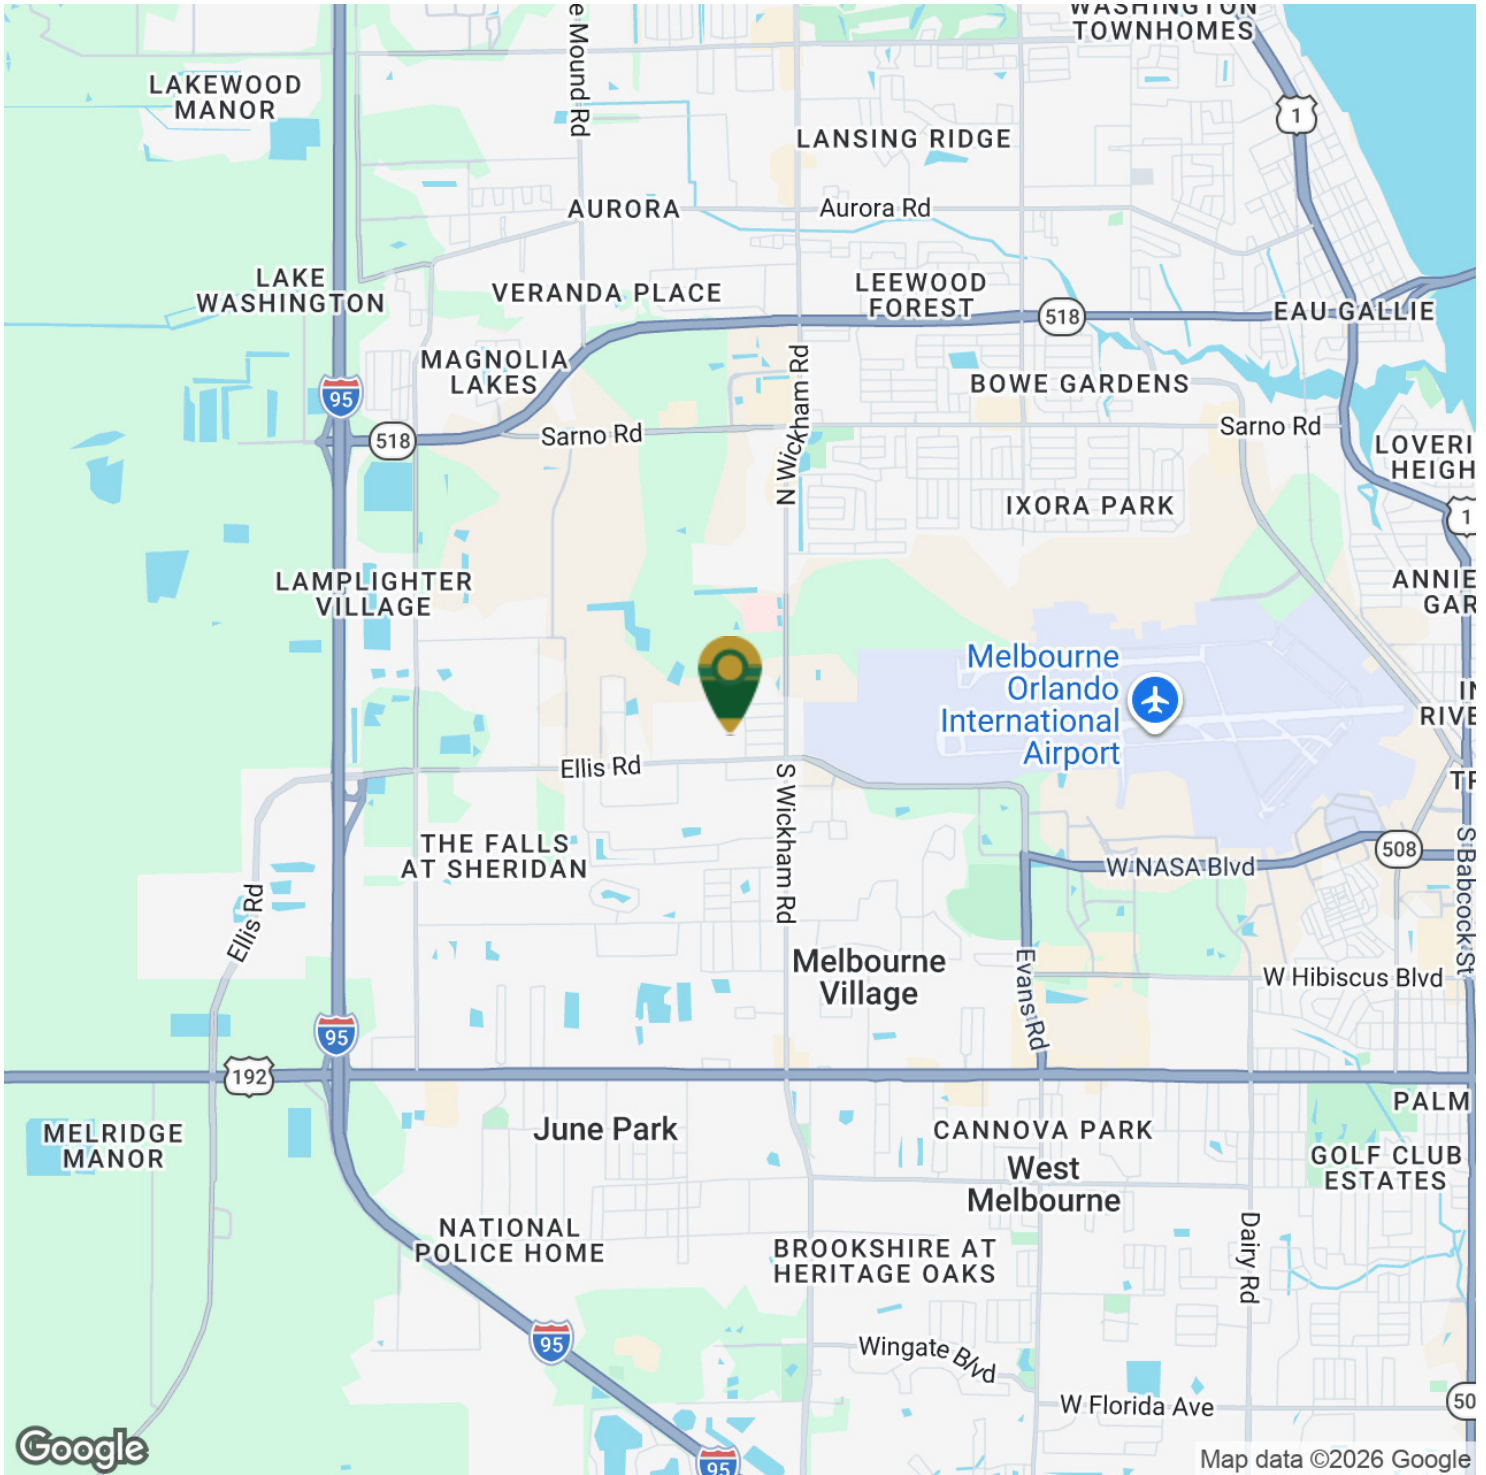 WASHINGTON
TOWNHOMES
e Mound Rd
LAKEWOOD
MANOR
1
LANSING RIDGE
AURORA
Aurora Rd
LAKE
WASHINGTON
VERANDA PLACE
LEEWOOD
FOREST
518
EAU GALLIE
MAGNOLIA
LAKES
N Wickham Rd
BOWE GARDENS
95
518
Sarno Rd
Sarno Rd
LOVERI
HEIGH
IXORA PARK
1
LAMPLIGHTER
VILLAGE
ANNIE
GAR
Melbourne
Orlando
International
Airport
IN
RIVE
Ellis Rd
S Wickham Rd
TR
THE FALLS
AT SHERIDAN
W NASA Blvd
508
S Babcock St
Ellis Rd
Melbourne
Village
Evans Rd
W Hibiscus Blvd
95
192
PALM
MELRIDGE
MANOR
June Park
CANNOVA PARK
West
Melbourne
GOLF CLUB
ESTATES
NATIONAL
POLICE HOME
BROOKSHIRE AT
HERITAGE OAKS
Dairy Rd
95
Wingate Blvd
W Florida Ave
50
95
Google
Map data ©2026 Google